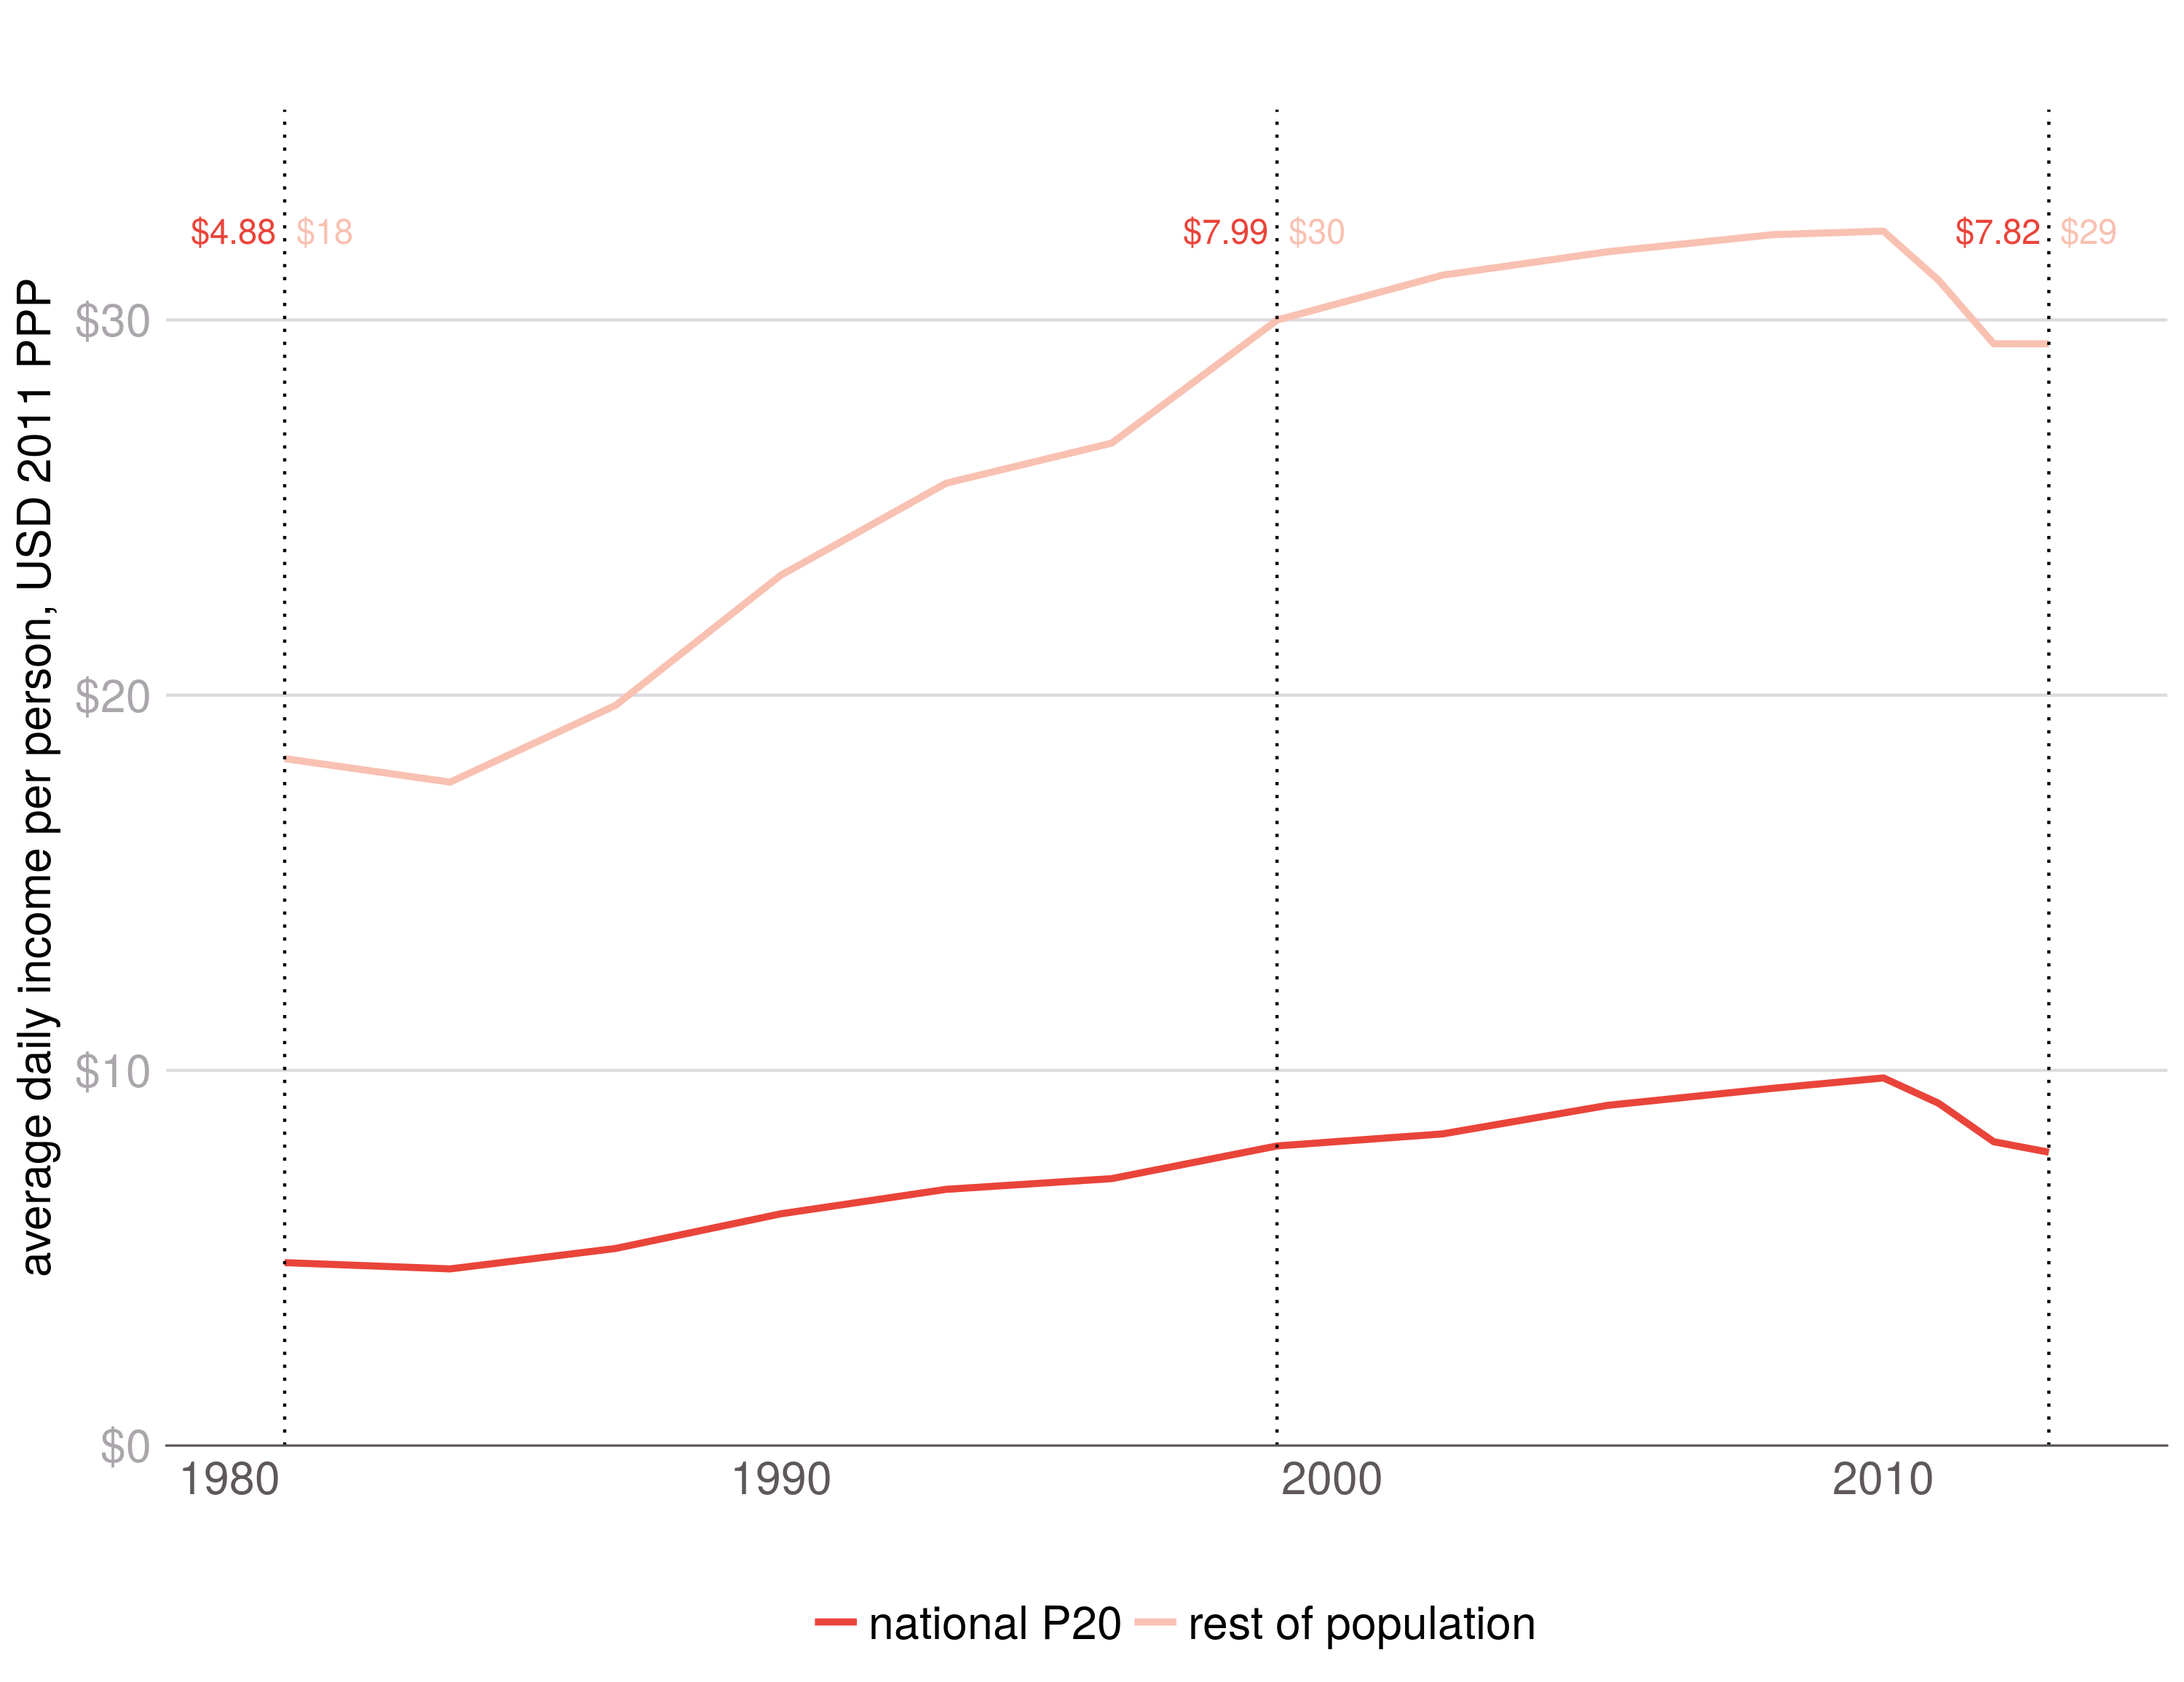 $4.88 $18
$7.99 $30
$7.82 $29
average daily income per person, USD 2011 PPP
$30
$20
$10
$0
1980 1990 2000 2010
national P20 rest of population